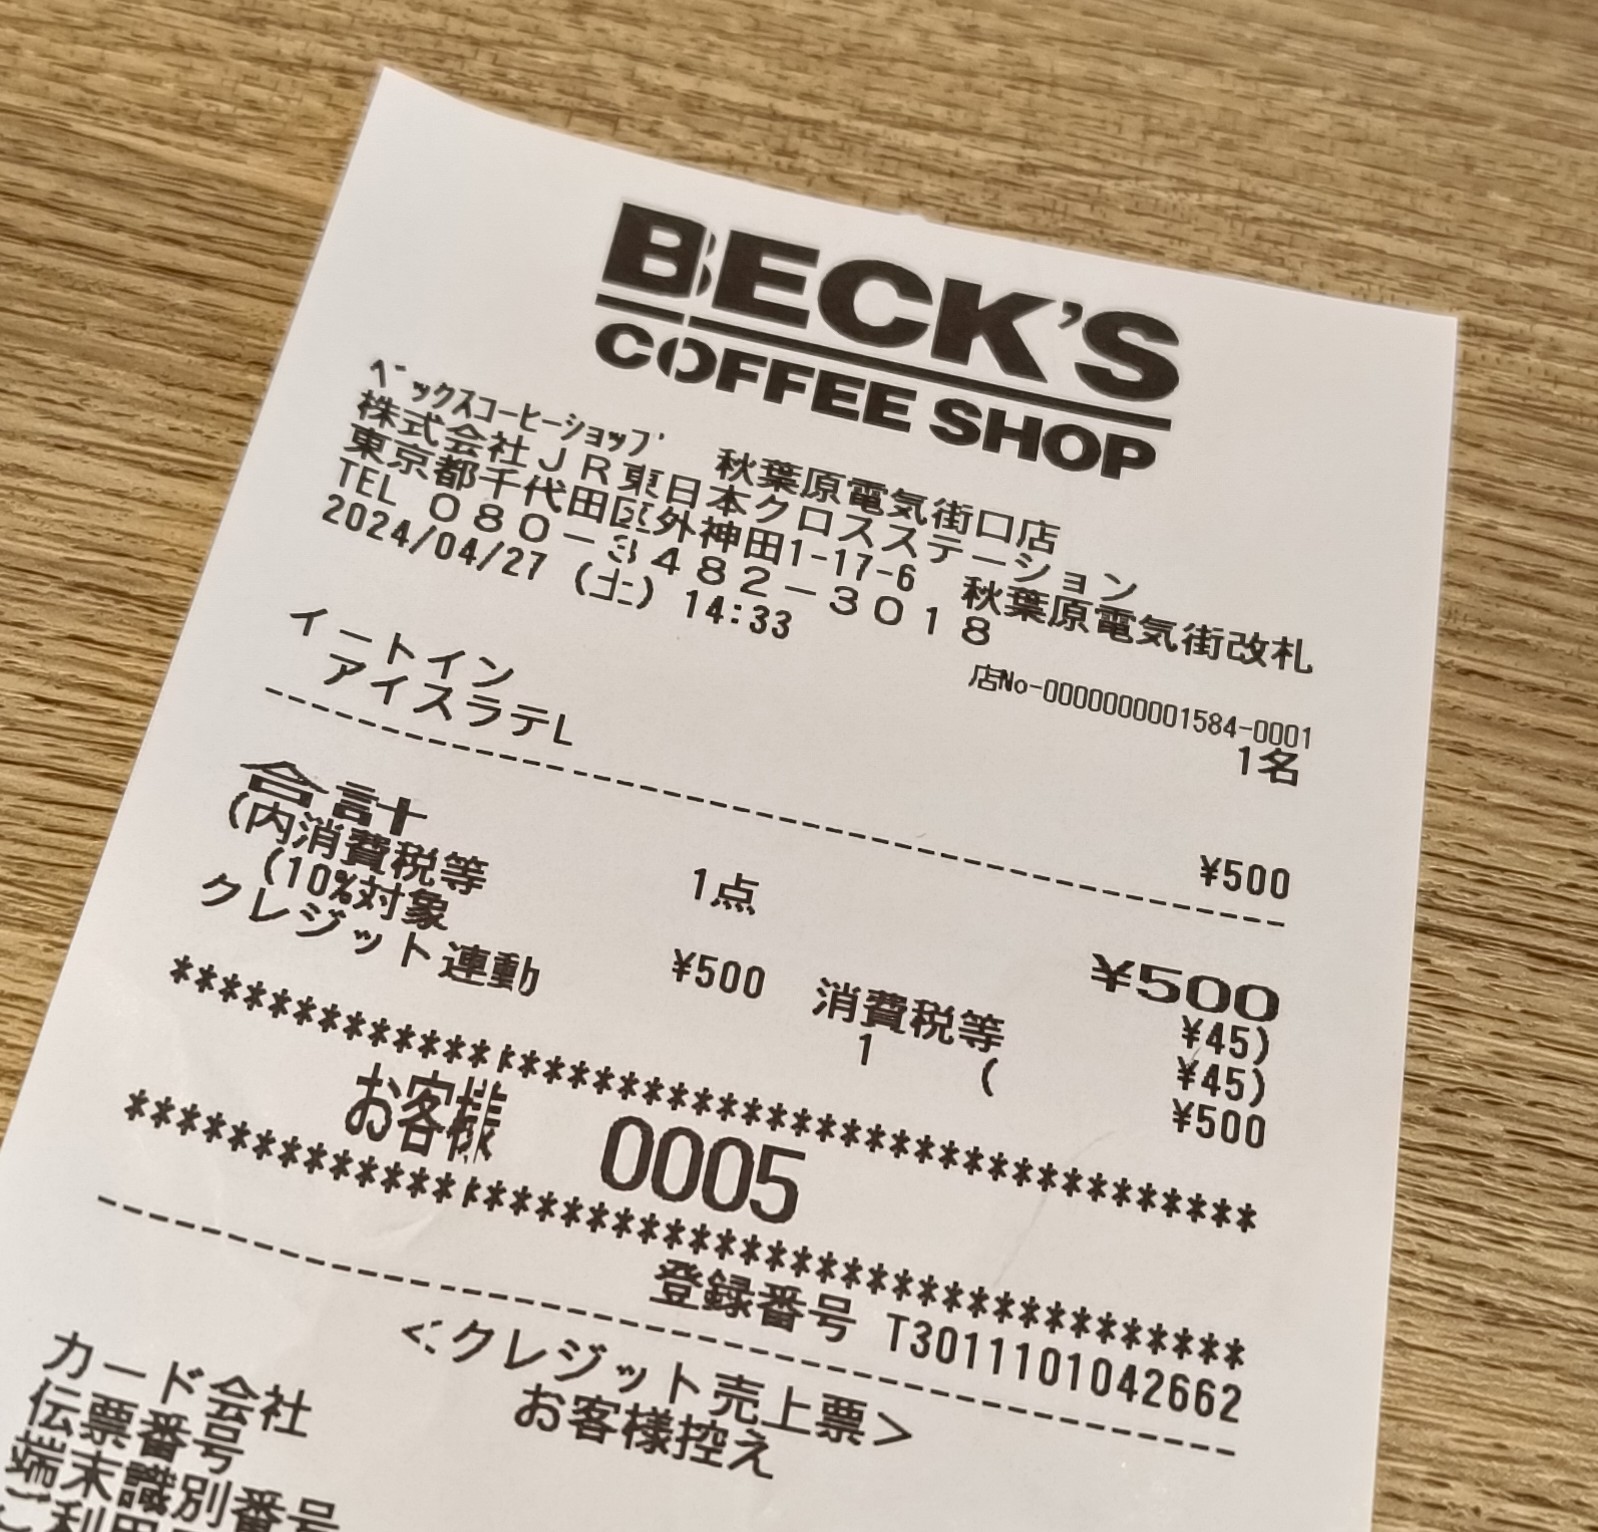 BECK'S
COFFEE SHOP
ベックスコーヒーショップ 秋葉原電気街口店
株式会社JR東日本クロスステーション
東京都千代田区外神田1-17-6 秋葉原電気街改札
TEL 080-3482-3018
2024/04/27 (土) 14:33
店No-0000000001584-0001
イートイン 1名
アイスラテL ¥500
合計 1点 ¥500
(内消費税等 ¥45)
(10%対象 ¥500 消費税等 ¥45)
クレジット連動 1 ( ¥500
*******************************************
お客様 0005
*******************************************
登録番号 T3011101042662
<クレジット売上票>
お客様控え
カード会社
伝票番号
端末識別番号